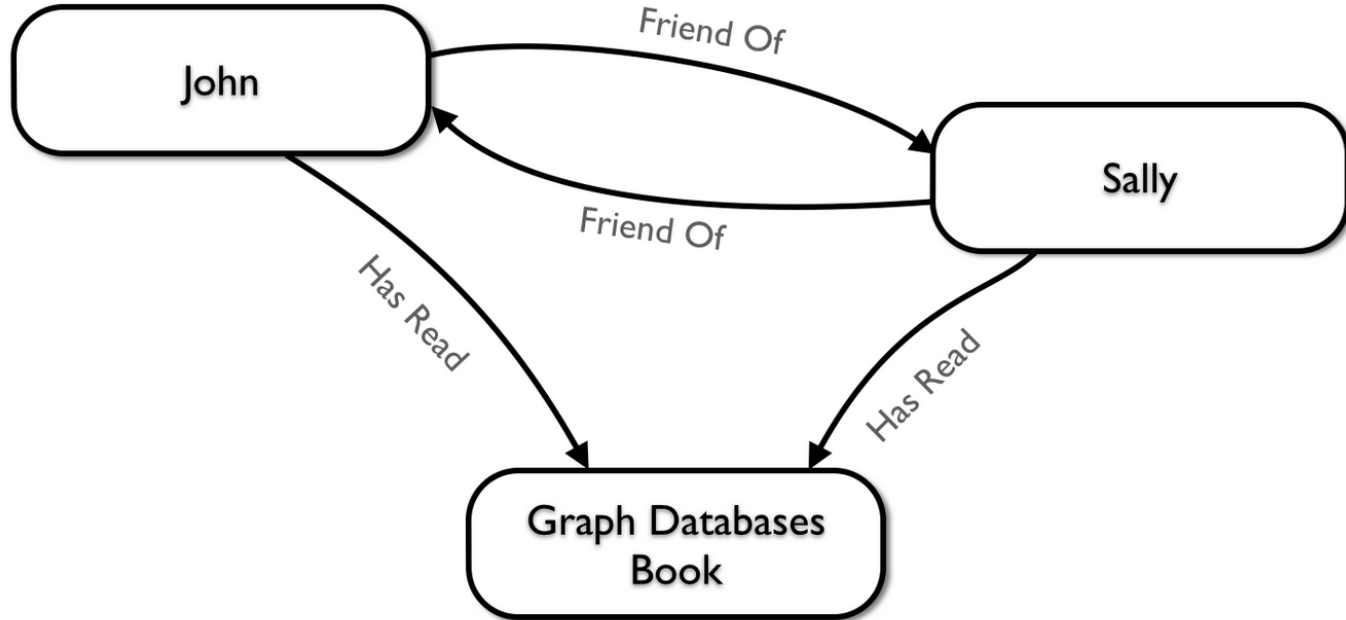 Friend Of
John
Sally
Friend Of
Has Read
Has Read
Graph Databases
Book